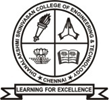 DHANALAKSHMI SRINIVASAN COLLEGE OF ENGINEERING & TECHNOLOGY
CHENNAI
LEARNING FOR EXCELLENCE